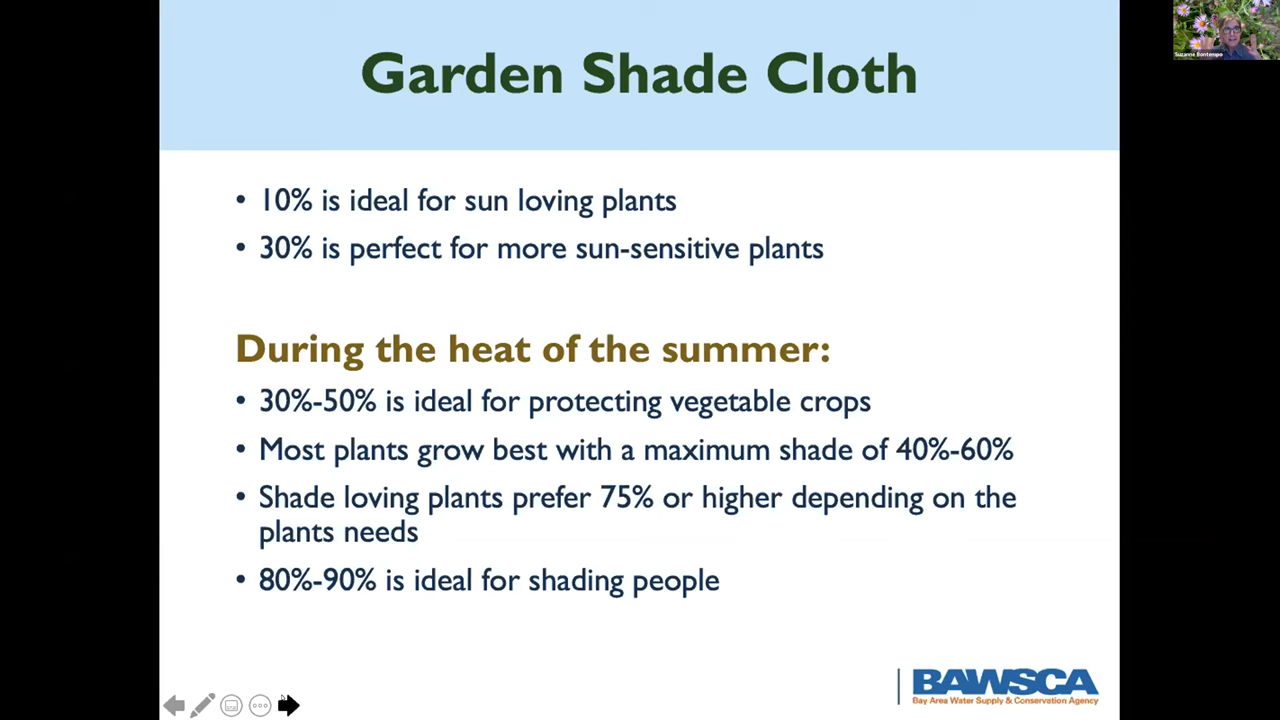 Garden Shade Cloth
Suzanne Bontempo
• 10% is ideal for sun loving plants
• 30% is perfect for more sun-sensitive plants
During the heat of the summer:
• 30%-50% is ideal for protecting vegetable crops
• Most plants grow best with a maximum shade of 40%-60%
• Shade loving plants prefer 75% or higher depending on the
plants needs
• 80%-90% is ideal for shading people
BAWSCA
Bay Area Water Supply & Conservation Agency